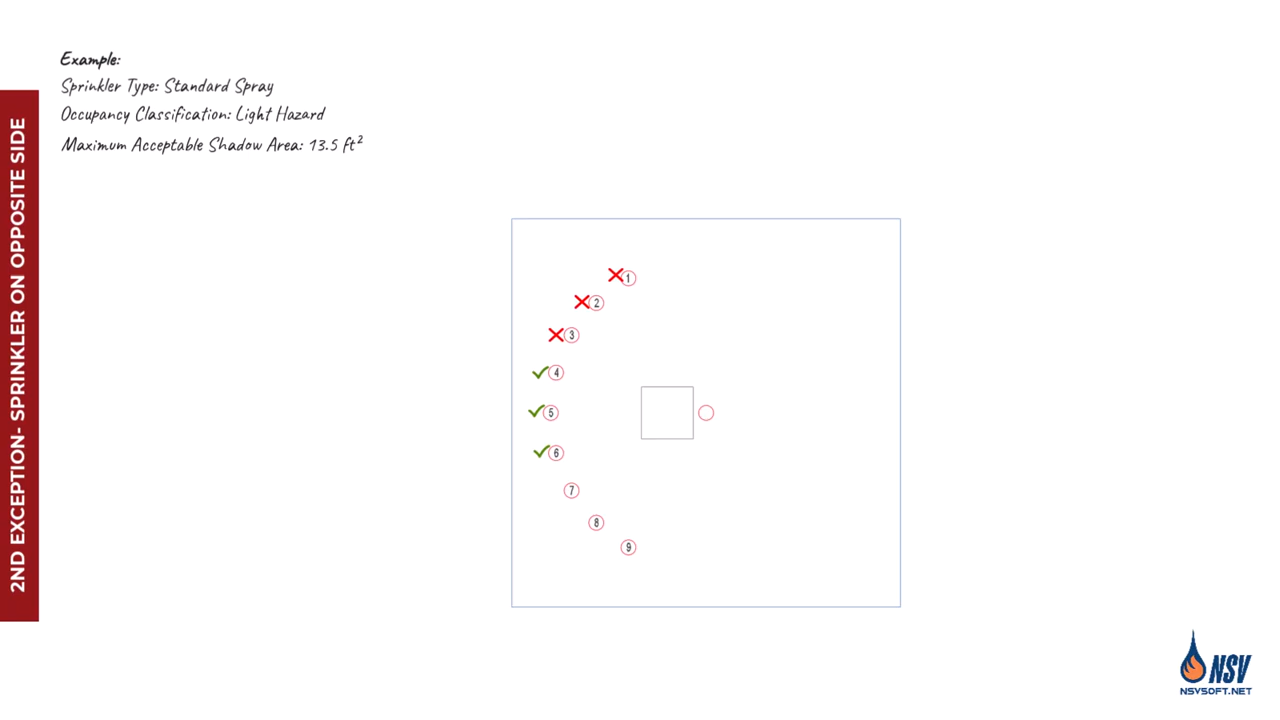 Example:
Sprinkler Type: Standard Spray
Occupancy Classification: Light Hazard
Maximum Acceptable Shadow Area: 13.5 ft²
2ND EXCEPTION- SPRINKLER ON OPPOSITE SIDE
1
2
3
4
5
6
7
8
9
NSV
NSVSOFT.NET